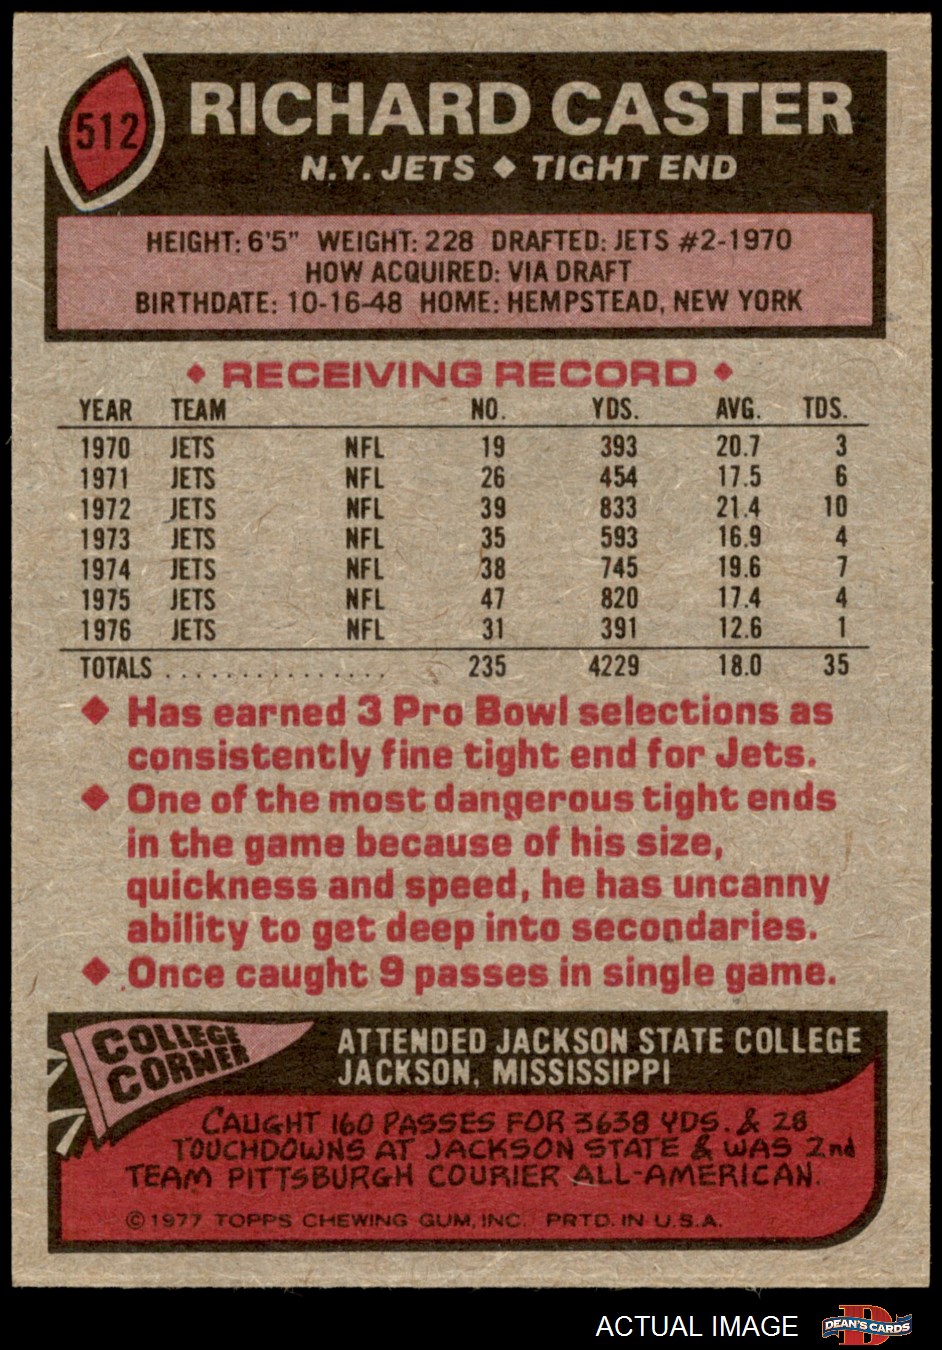 512
RICHARD CASTER
N.Y. JETS ◆ TIGHT END
HEIGHT: 6'5" WEIGHT: 228 DRAFTED: JETS #2-1970
HOW ACQUIRED: VIA DRAFT
BIRTHDATE: 10-16-48 HOME: HEMPSTEAD, NEW YORK
◆ RECEIVING RECORD ◆
YEAR TEAM NO. YDS. AVG. TDS.
1970 JETS NFL 19 393 20.7 3
1971 JETS NFL 26 454 17.5 6
1972 JETS NFL 39 833 21.4 10
1973 JETS NFL 35 593 16.9 4
1974 JETS NFL 38 745 19.6 7
1975 JETS NFL 47 820 17.4 4
1976 JETS NFL 31 391 12.6 1
TOTALS . . . . . . . . . . . . . . . 235 4229 18.0 35
◆ Has earned 3 Pro Bowl selections as
consistently fine tight end for Jets.
◆ One of the most dangerous tight ends
in the game because of his size,
quickness and speed, he has uncanny
ability to get deep into secondaries.
◆ Once caught 9 passes in single game.
COLLEGE
CORNER
ATTENDED JACKSON STATE COLLEGE
JACKSON, MISSISSIPPI
CAUGHT 160 PASSES FOR 3638 YDS. & 28
TOUCHDOWNS AT JACKSON STATE & WAS 2nd
TEAM PITTSBURGH COURIER ALL-AMERICAN.
© 1977 TOPPS CHEWING GUM, INC. PRTD. IN U.S.A.
ACTUAL IMAGE
D
DEAN'S CARDS